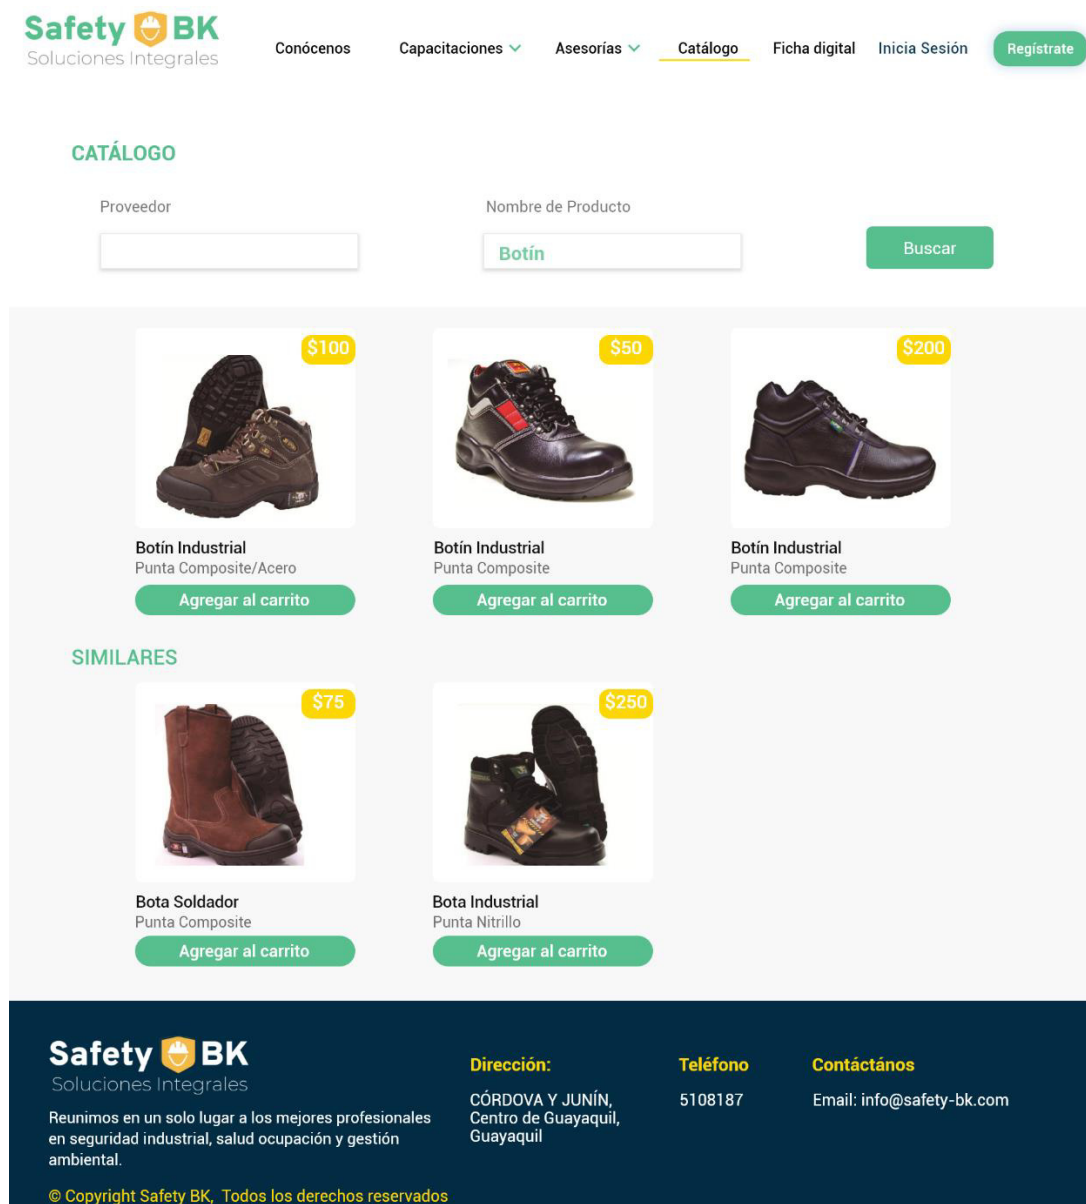 Safety BK
Soluciones Integrales
Conócenos
Capacitaciones
Asesorías
Catálogo
Ficha digital
Inicia Sesión
Regístrate
CATÁLOGO
Proveedor
Nombre de Producto
Botín
Buscar
$100
$50
$200
Botín Industrial
Punta Composite/Acero
Agregar al carrito
Botín Industrial
Punta Composite
Agregar al carrito
Botín Industrial
Punta Composite
Agregar al carrito
SIMILARES
$75
$250
Bota Soldador
Punta Composite
Agregar al carrito
Bota Industrial
Punta Nitrillo
Agregar al carrito
Safety BK
Soluciones Integrales
Reunimos en un solo lugar a los mejores profesionales
en seguridad industrial, salud ocupación y gestión
ambiental.
© Copyright Safety BK, Todos los derechos reservados
Dirección:
CÓRDOVA Y JUNÍN,
Centro de Guayaquil,
Guayaquil
Teléfono
5108187
Contáctános
Email: info@safety-bk.com